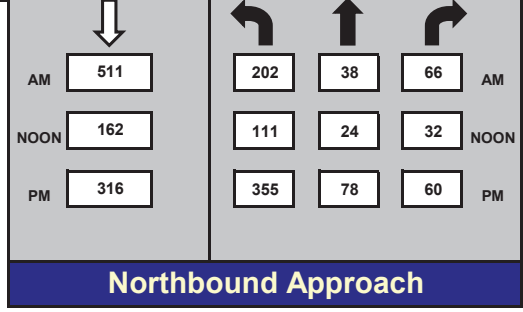 AM 511 202 38 66 AM
NOON 162 111 24 32 NOON
PM 316 355 78 60 PM
Northbound Approach